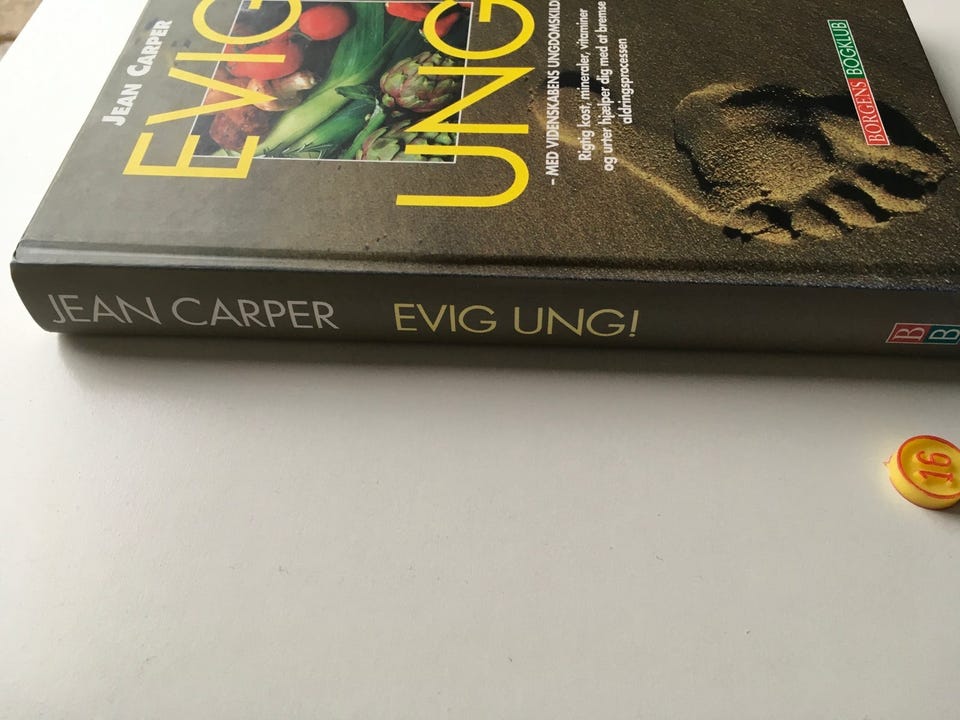 JEAN CARPER
EVIG
UNG
– MED VIDENSKABENS UNGDOMSKILD
Rigtig kost, mineraler, vitaminer
og urter hjælper dig med at bremse
aldringsprocessen
BORGENS BOGKLUB
JEAN CARPER EVIG UNG!
B B
16